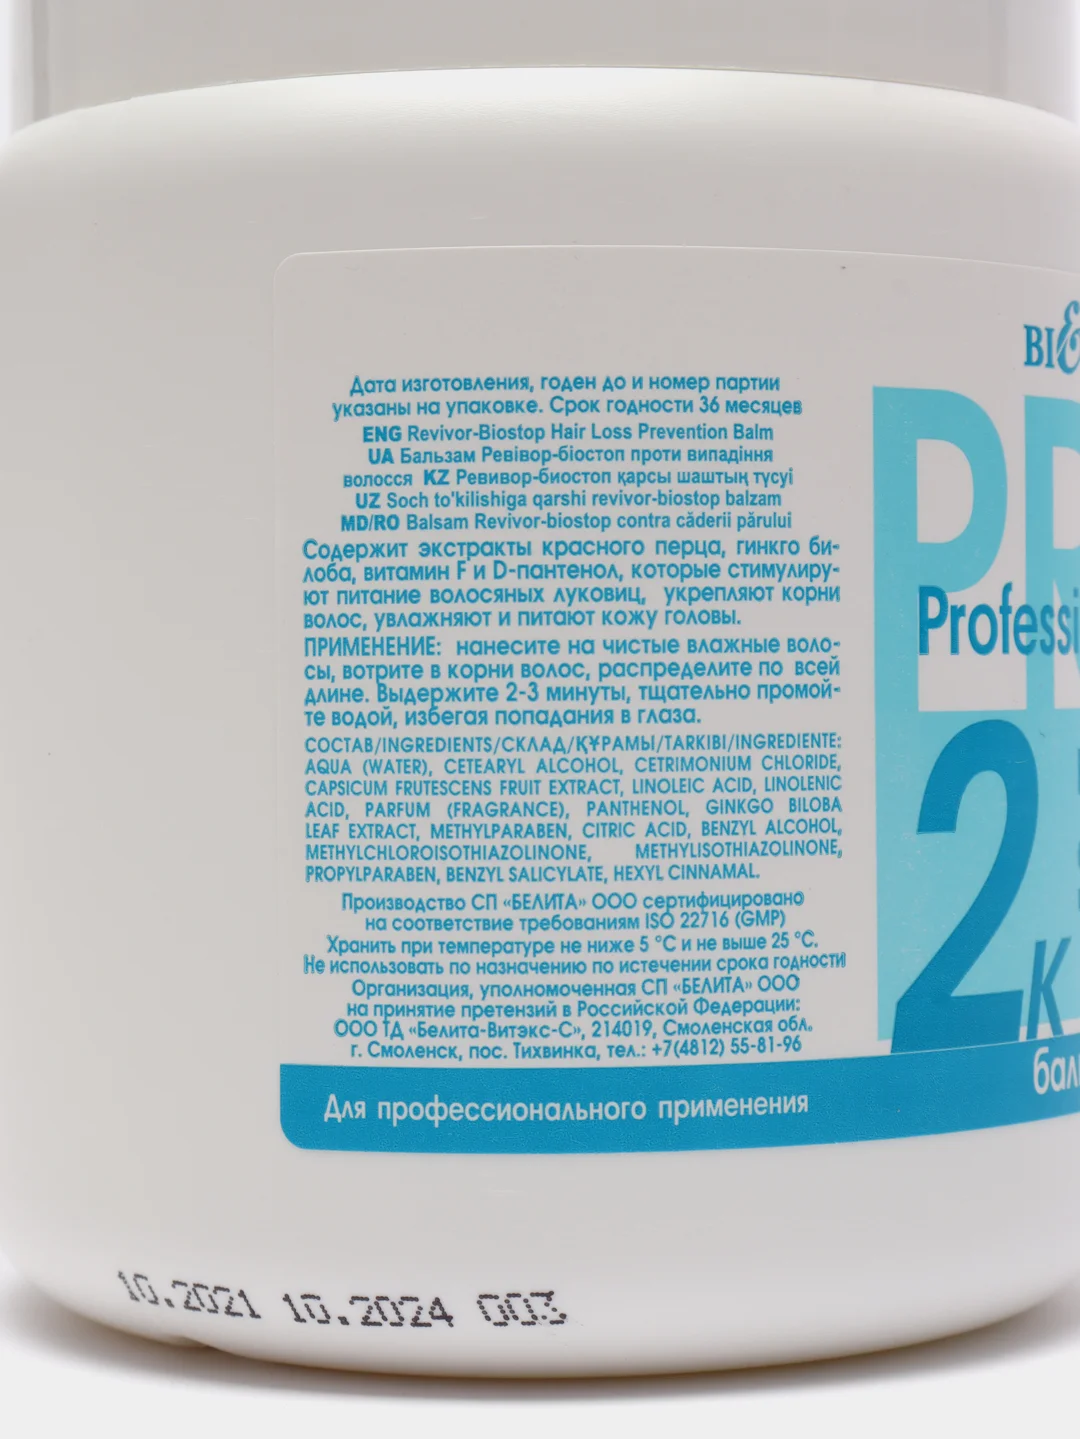 Дата изготовления, годен до и номер партии
указаны на упаковке. Срок годности 36 месяцев
ENG Revivor-Biostop Hair Loss Prevention Balm
UA Бальзам Ревівор-біостоп проти випадіння
волосся KZ Ревивор-биостоп қарсы шаштың түсуі
UZ Soch to'kilishiga qarshi revivor-biostop balzam
MD/RO Balsam Revivor-biostop contra căderii părului
Содержит экстракты красного перца, гинкго би-
лоба, витамин F и D-пантенол, которые стимулиру-
ют питание волосяных луковиц, укрепляют корни
волос, увлажняют и питают кожу головы.
ПРИМЕНЕНИЕ: нанесите на чистые влажные воло-
сы, вотрите в корни волос, распределите по всей
длине. Выдержите 2-3 минуты, тщательно промой-
те водой, избегая попадания в глаза.
СОСТАВ/INGREDIENTS/СКЛАД/ҚҰРАМЫ/TARKIBI/INGREDIENTE:
AQUA (WATER), CETEARYL ALCOHOL, CETRIMONIUM CHLORIDE,
CAPSICUM FRUTESCENS FRUIT EXTRACT, LINOLEIC ACID, LINOLENIC
ACID, PARFUM (FRAGRANCE), PANTHENOL, GINKGO BILOBA
LEAF EXTRACT, METHYLPARABEN, CITRIC ACID, BENZYL ALCOHOL,
METHYLCHLOROISOTHIAZOLINONE, METHYLISOTHIAZOLINONE,
PROPYLPARABEN, BENZYL SALICYLATE, HEXYL CINNAMAL.
Производство СП «БЕЛИТА» ООО сертифицировано
на соответствие требованиям ISO 22716 (GMP)
Хранить при температуре не ниже 5 °C и не выше 25 °C.
Не использовать по назначению по истечении срока годности
Организация, уполномоченная СП «БЕЛИТА» ООО
на принятие претензий в Российской Федерации:
ООО ТД «Белита-Витэкс-С», 214019, Смоленская обл.
г. Смоленск, пос. Тихвинка, тел.: +7(4812) 55-81-96
Для профессионального применения
BI
PR
Professi
2
К
бал
10.2021 10.2024 003